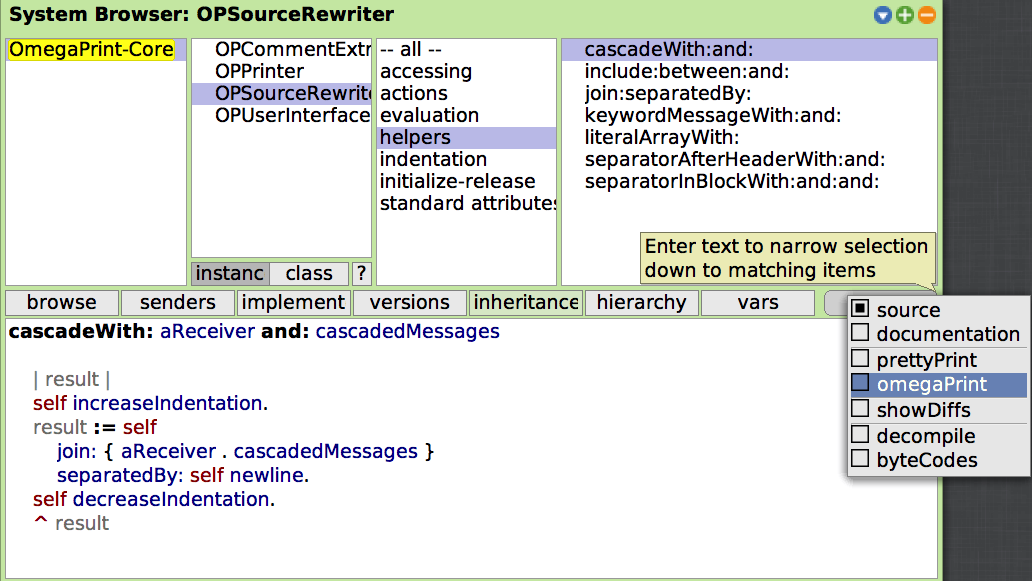 System Browser: OPSourceRewriter
OmegaPrint-Core
OPCommentExtr
OPPrinter
OPSourceRewrite
OPUserInterface
instanc
class
?
-- all --
accessing
actions
evaluation
helpers
indentation
initialize-release
standard attributes
cascadeWith:and:
include:between:and:
join:separatedBy:
keywordMessageWith:and:
literalArrayWith:
separatorAfterHeaderWith:and:
separatorInBlockWith:and:and:
Enter text to narrow selection
down to matching items
browse
senders
implement
versions
inheritance
hierarchy
vars
source
documentation
prettyPrint
omegaPrint
showDiffs
decompile
byteCodes
cascadeWith: aReceiver and: cascadedMessages
| result |
self increaseIndentation.
result := self
join: { aReceiver . cascadedMessages }
separatedBy: self newline.
self decreaseIndentation.
^ result